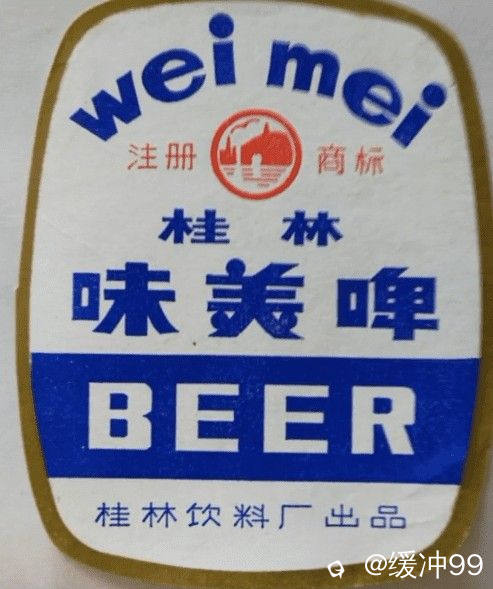 wei mei
注册 商标
桂林
味美啤
BEER
桂林饮料厂出品
@缓冲99